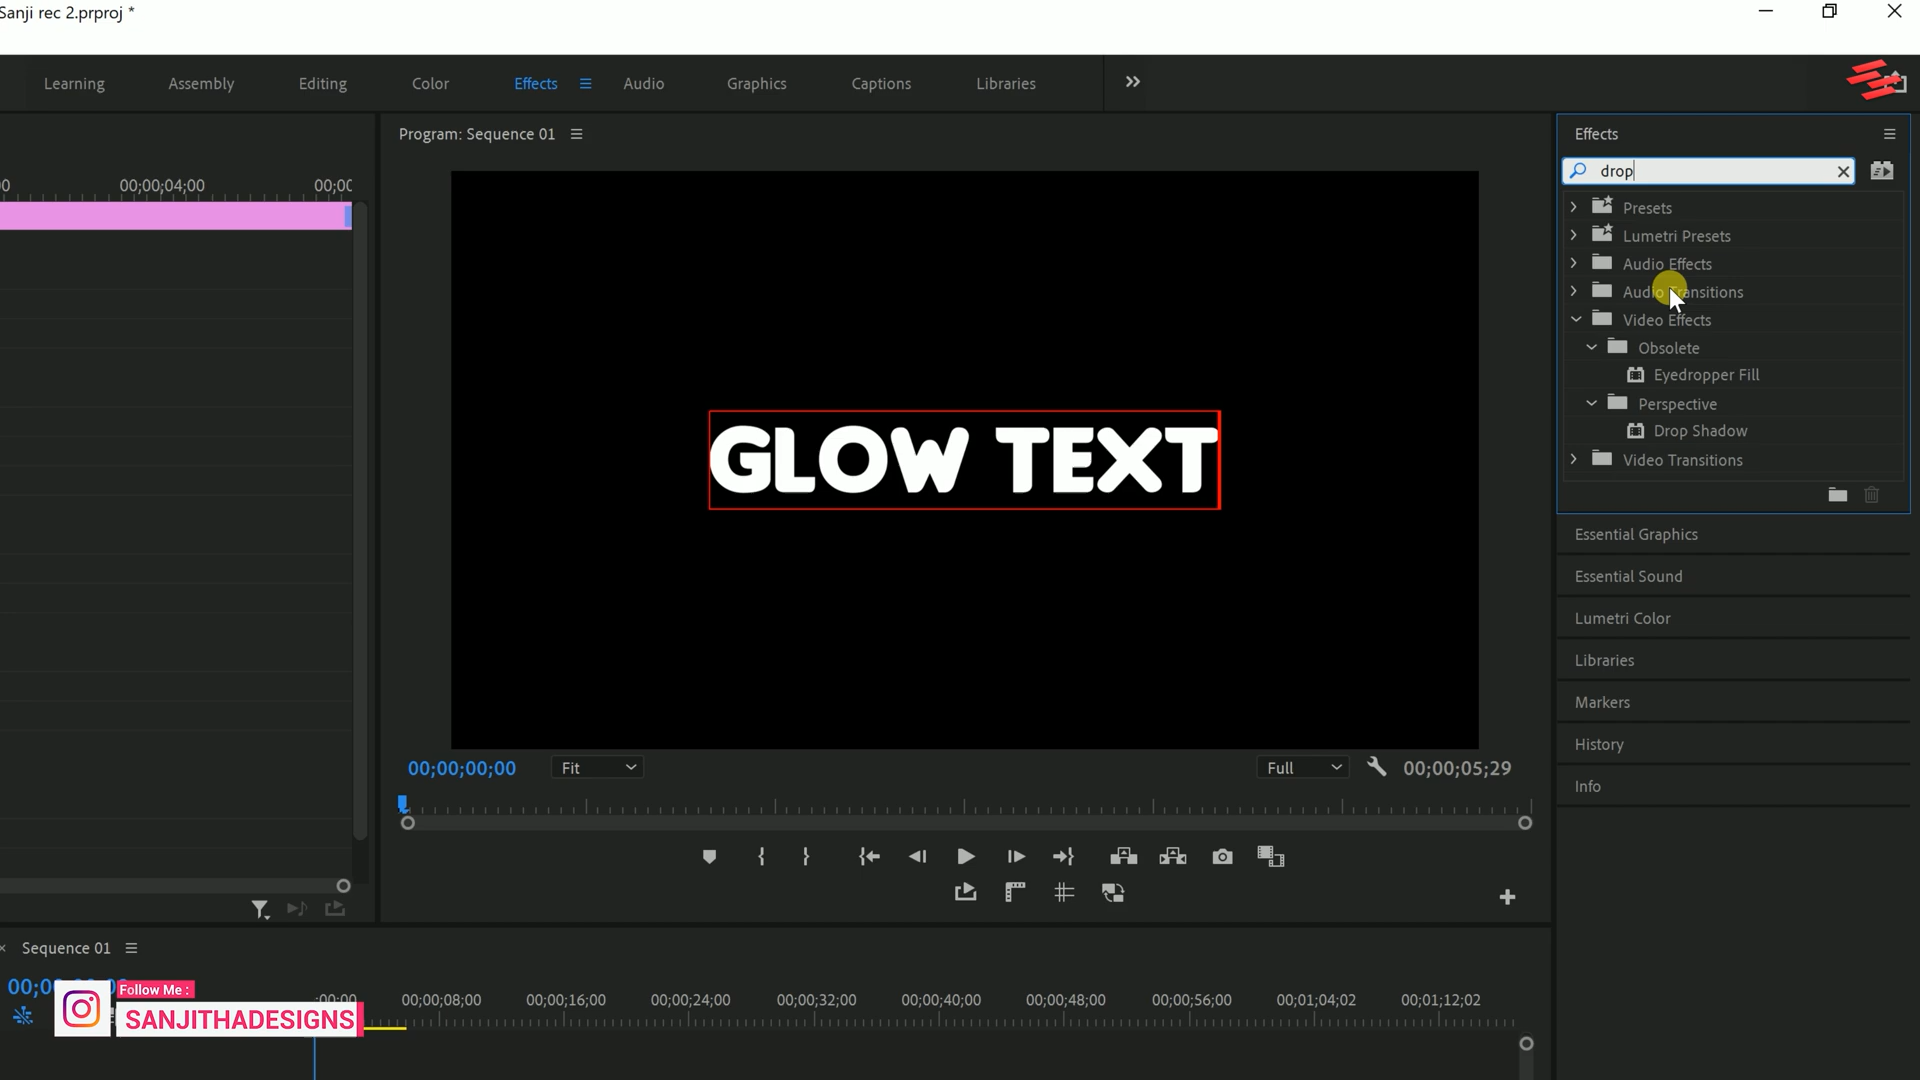 Sanji rec 2.prproj *
Learning Assembly Editing Color Effects Audio Graphics Captions Libraries
Program: Sequence 01
Effects
drop
00;00;04;00
Presets
Lumetri Presets
Audio Effects
Audio Transitions
Video Effects
Obsolete
Eyedropper Fill
Perspective
Drop Shadow
Video Transitions
GLOW TEXT
Essential Graphics
Essential Sound
Lumetri Color
Libraries
Markers
History
Info
00;00;00;00 Fit Full 00;00;05;29
Sequence 01
:00;00 00;00;08;00 00;00;16;00 00;00;24;00 00;00;32;00 00;00;40;00 00;00;48;00 00;00;56;00 00;01;04;02 00;01;12;02
Follow Me :
SANJITHADESIGNS